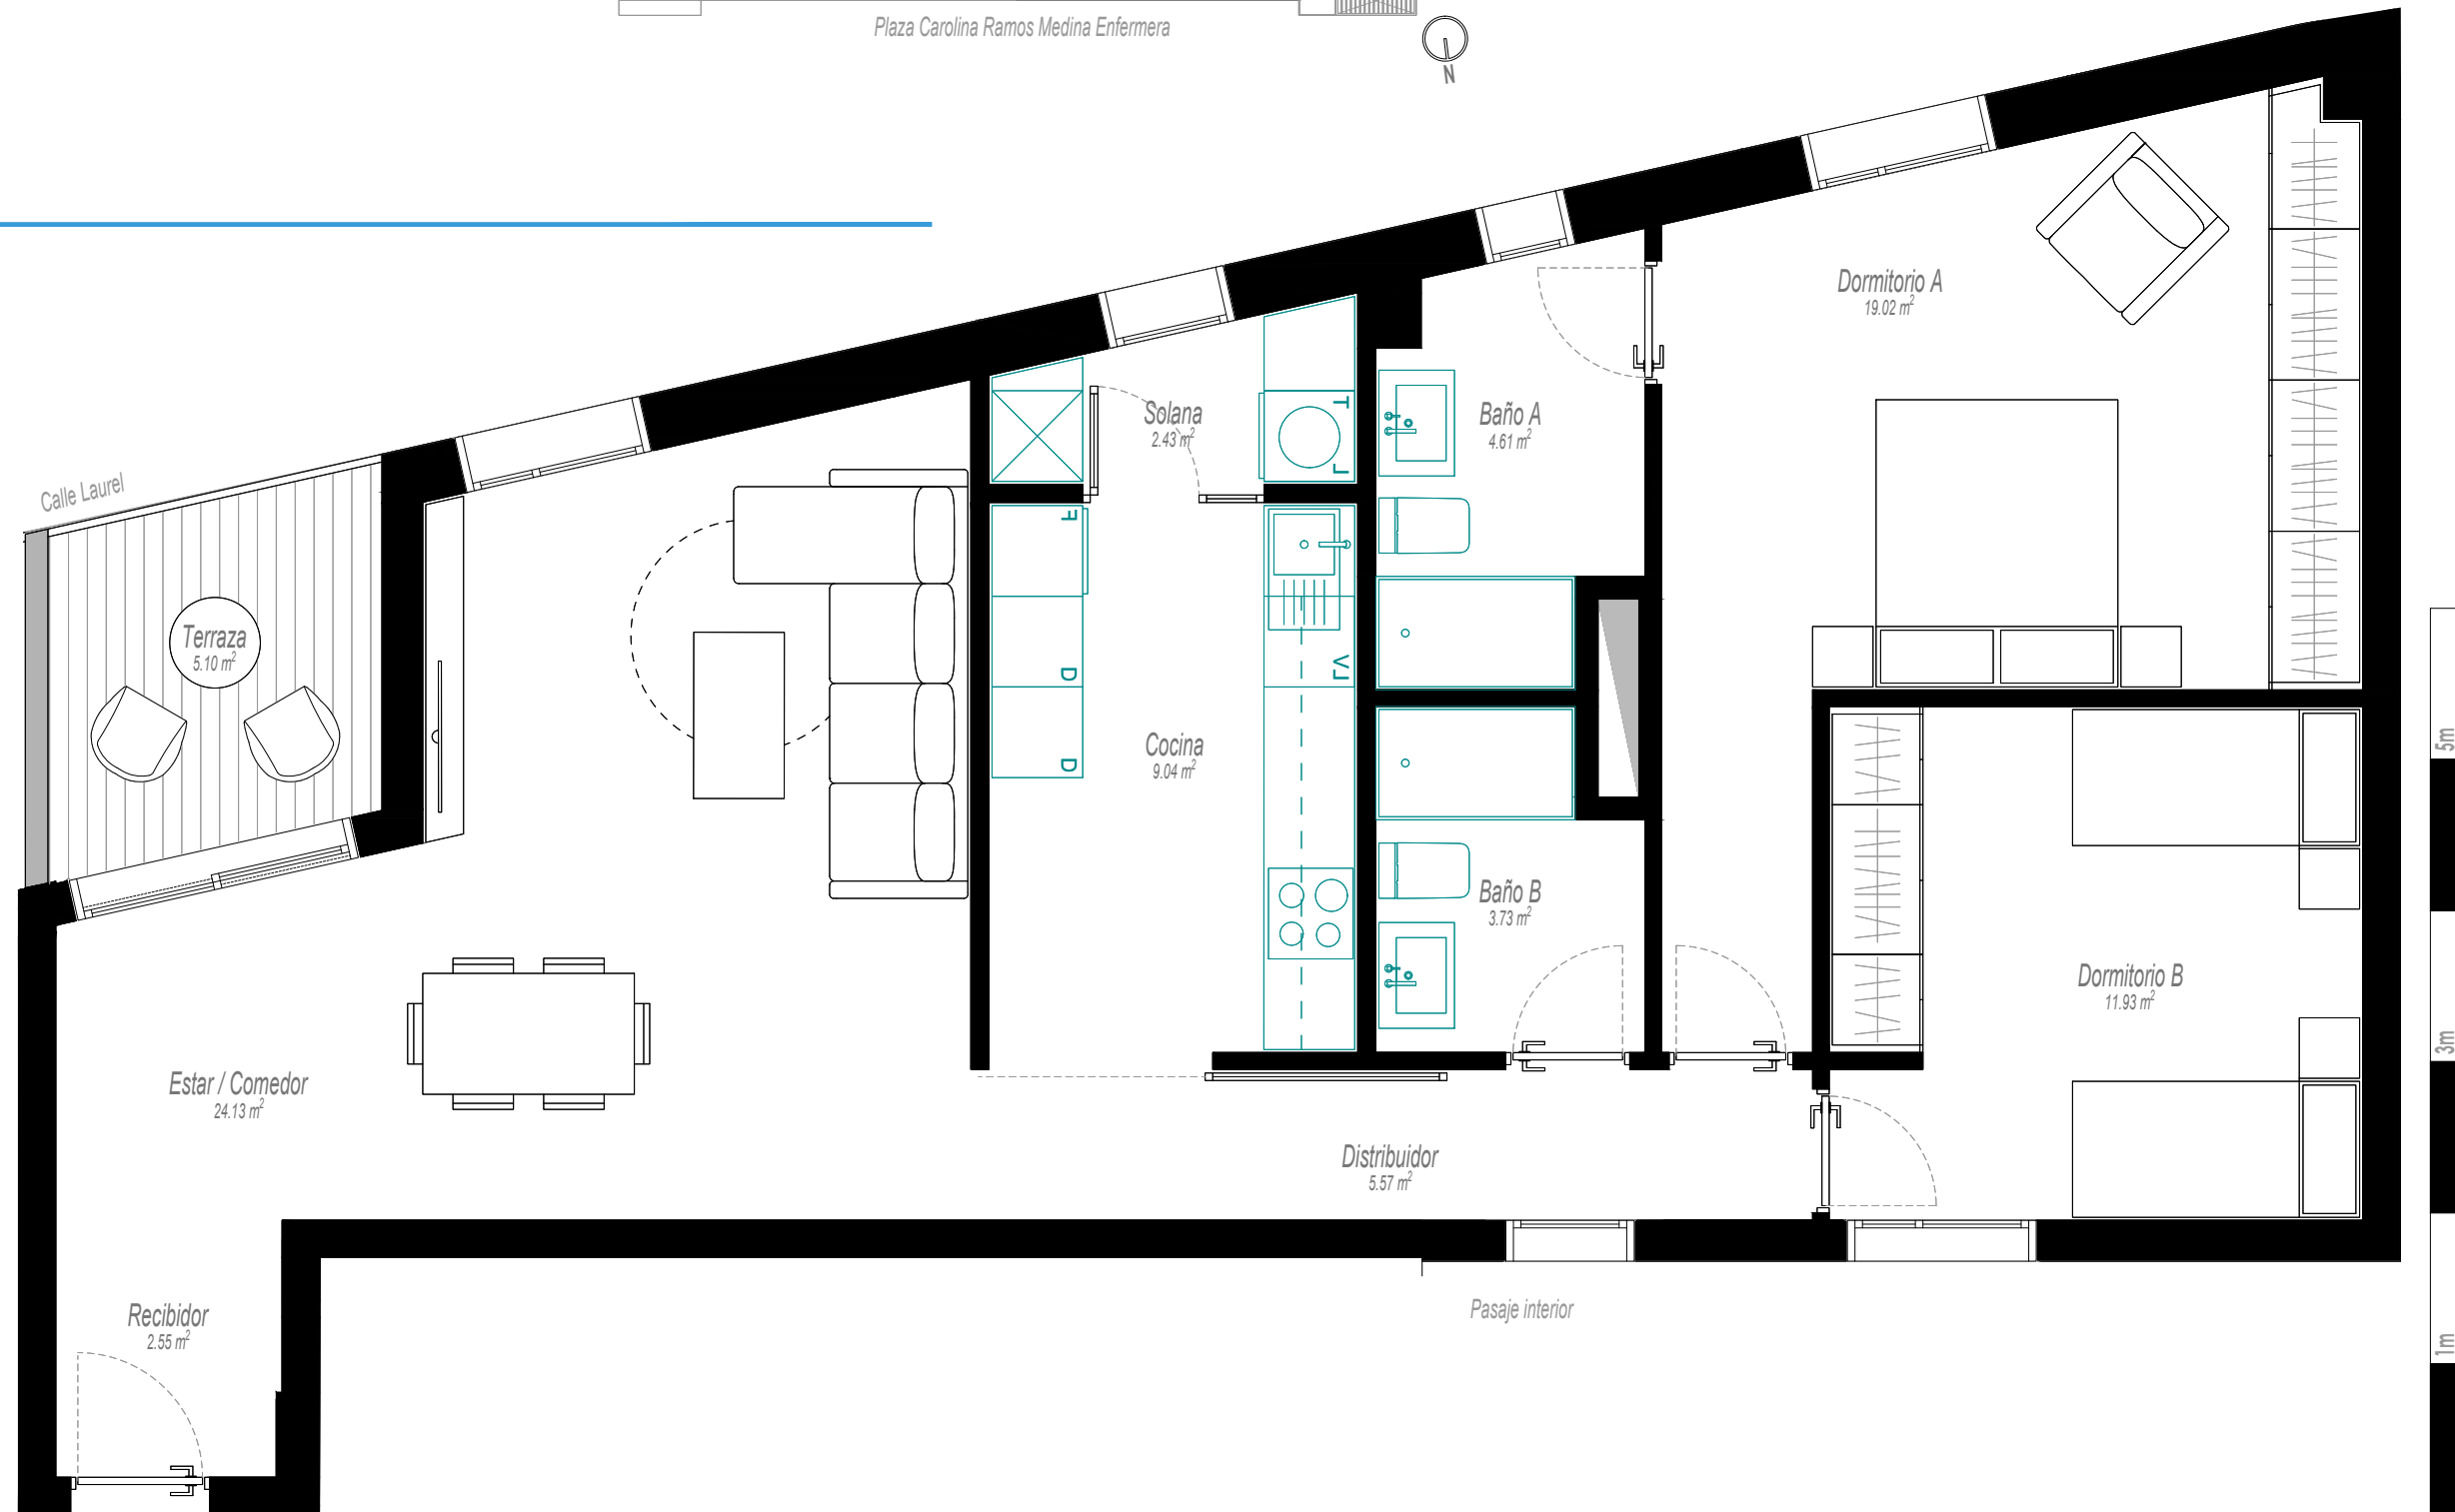 Plaza Carolina Ramos Medina Enfermera
N
Calle Laurel
Dormitorio A
19.02 m²
Solana
2.43 m²
T
L
Baño A
4.61 m²
F
Terraza
5.10 m²
D
VJ
Cocina
9.04 m²
D
5m
Baño B
3.73 m²
Dormitorio B
11.93 m²
3m
Estar / Comedor
24.13 m²
Distribuidor
5.57 m²
Recibidor
2.55 m²
Pasaje interior
1m